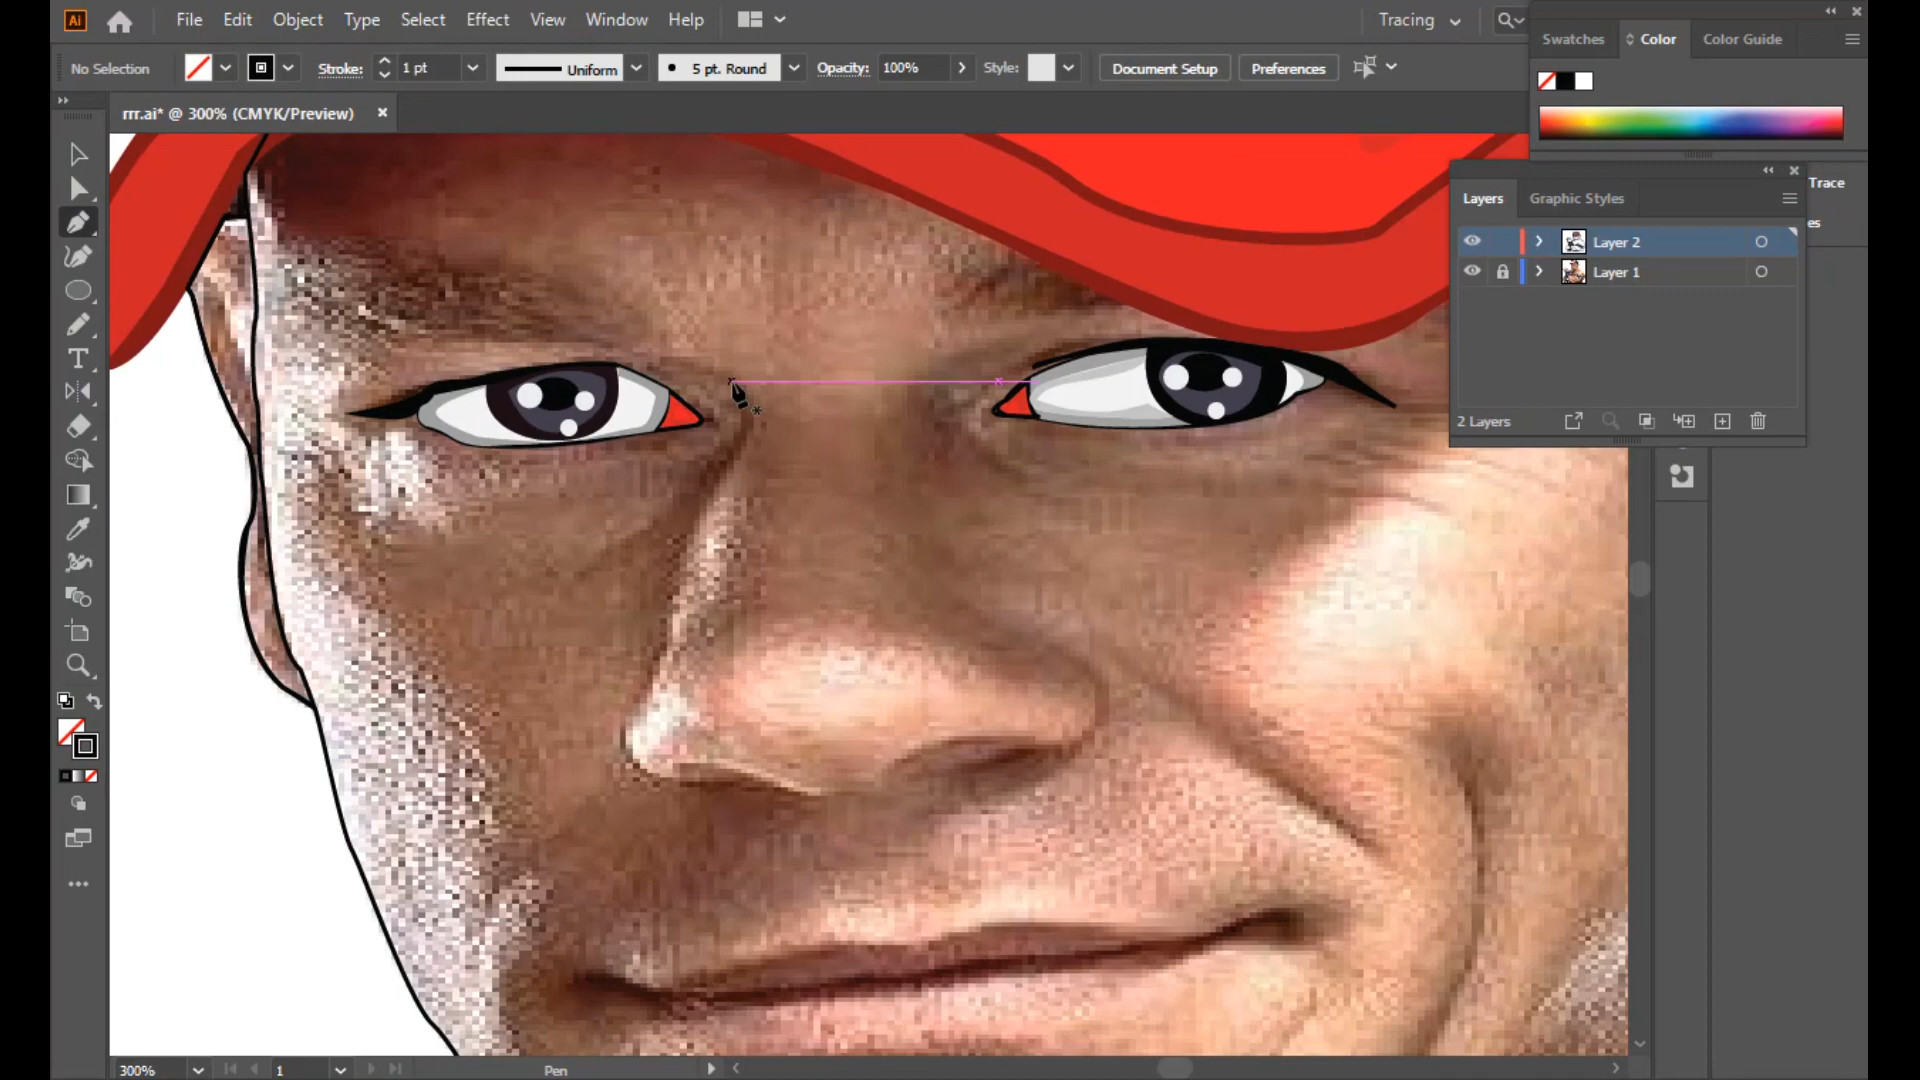 Ai File Edit Object Type Select Effect View Window Help Tracing
Swatches Color Color Guide
No Selection Stroke: 1 pt Uniform 5 pt. Round Opacity: 100% Style: Document Setup Preferences
rrr.ai* @ 300% (CMYK/Preview)
Trace
Layers Graphic Styles
es
Layer 2
Layer 1
2 Layers
300% 1 Pen